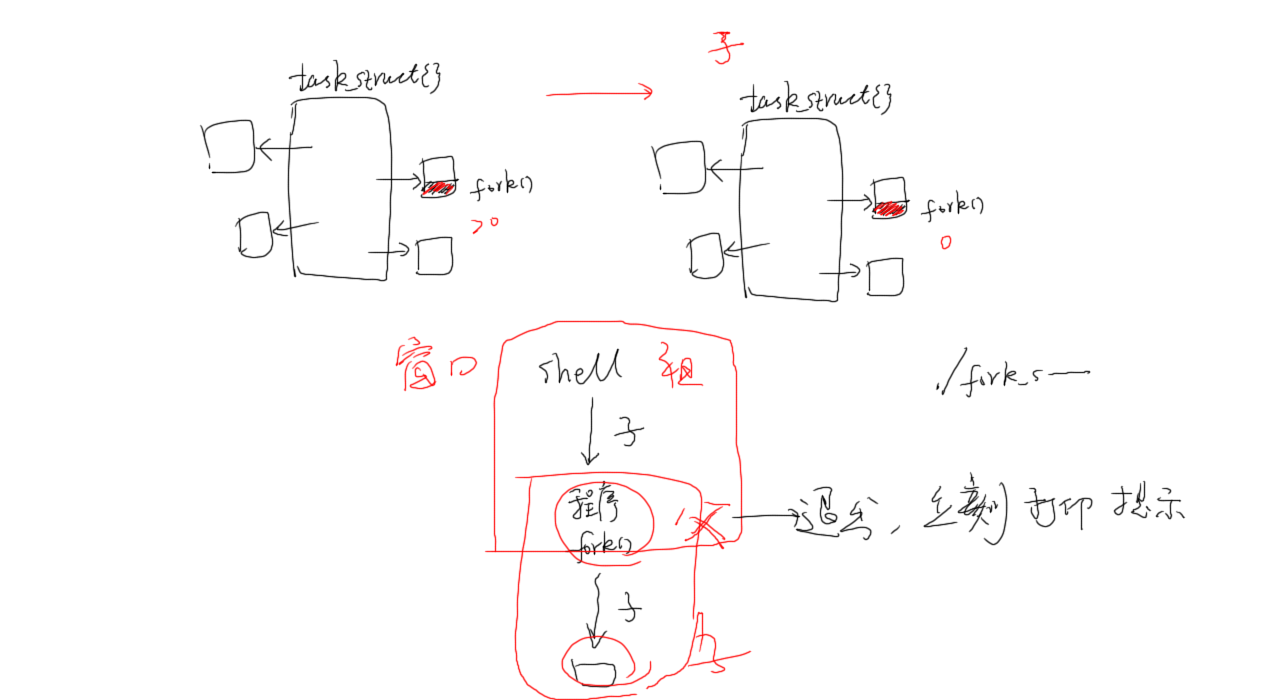 子
task_struct{}
task_struct{}
fork()
>0
fork()
0
窗口
shell
祖
./fork_s
子
程序
fork()
父
退出，立刻打印提示
子